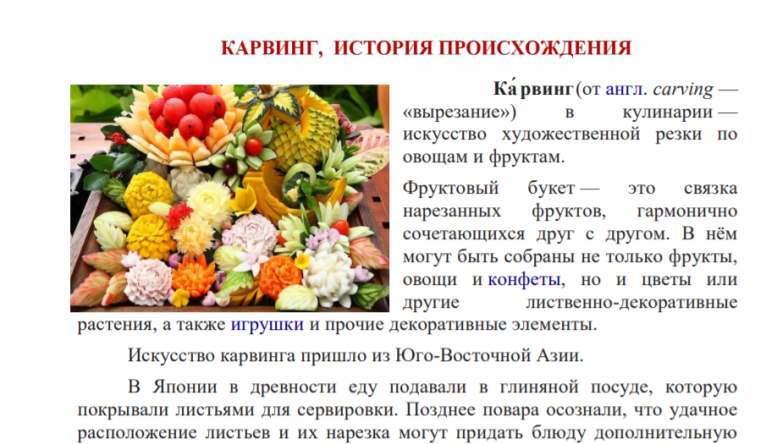 КАРВИНГ, ИСТОРИЯ ПРОИСХОЖДЕНИЯ
Ка́рвинг (от англ. carving —
«вырезание») в кулинарии —
искусство художественной резки по
овощам и фруктам.
Фруктовый букет — это связка
нарезанных фруктов, гармонично
сочетающихся друг с другом. В нём
могут быть собраны не только фрукты,
овощи и конфеты, но и цветы или
другие лиственно-декоративные
растения, а также игрушки и прочие декоративные элементы.
Искусство карвинга пришло из Юго-Восточной Азии.
В Японии в древности еду подавали в глиняной посуде, которую
покрывали листьями для сервировки. Позднее повара осознали, что удачное
расположение листьев и их нарезка могут придать блюду дополнительную